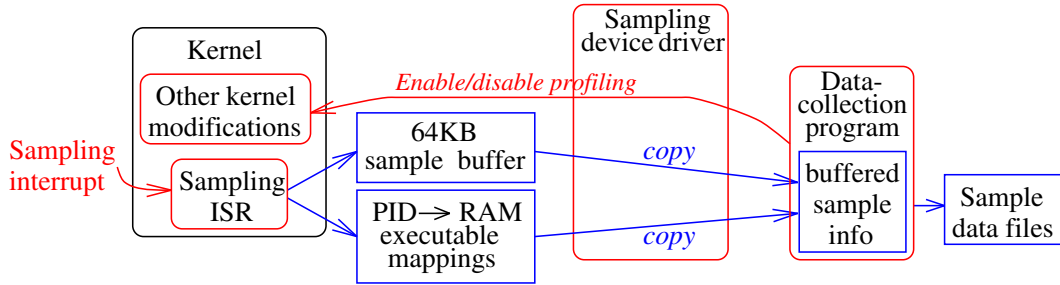 Kernel
Other kernel
modifications
Sampling
interrupt
Sampling
ISR
64KB
sample buffer
PID→RAM
executable
mappings
Enable/disable profiling
Sampling
device driver
copy
copy
Data-
collection
program
buffered
sample
info
Sample
data files